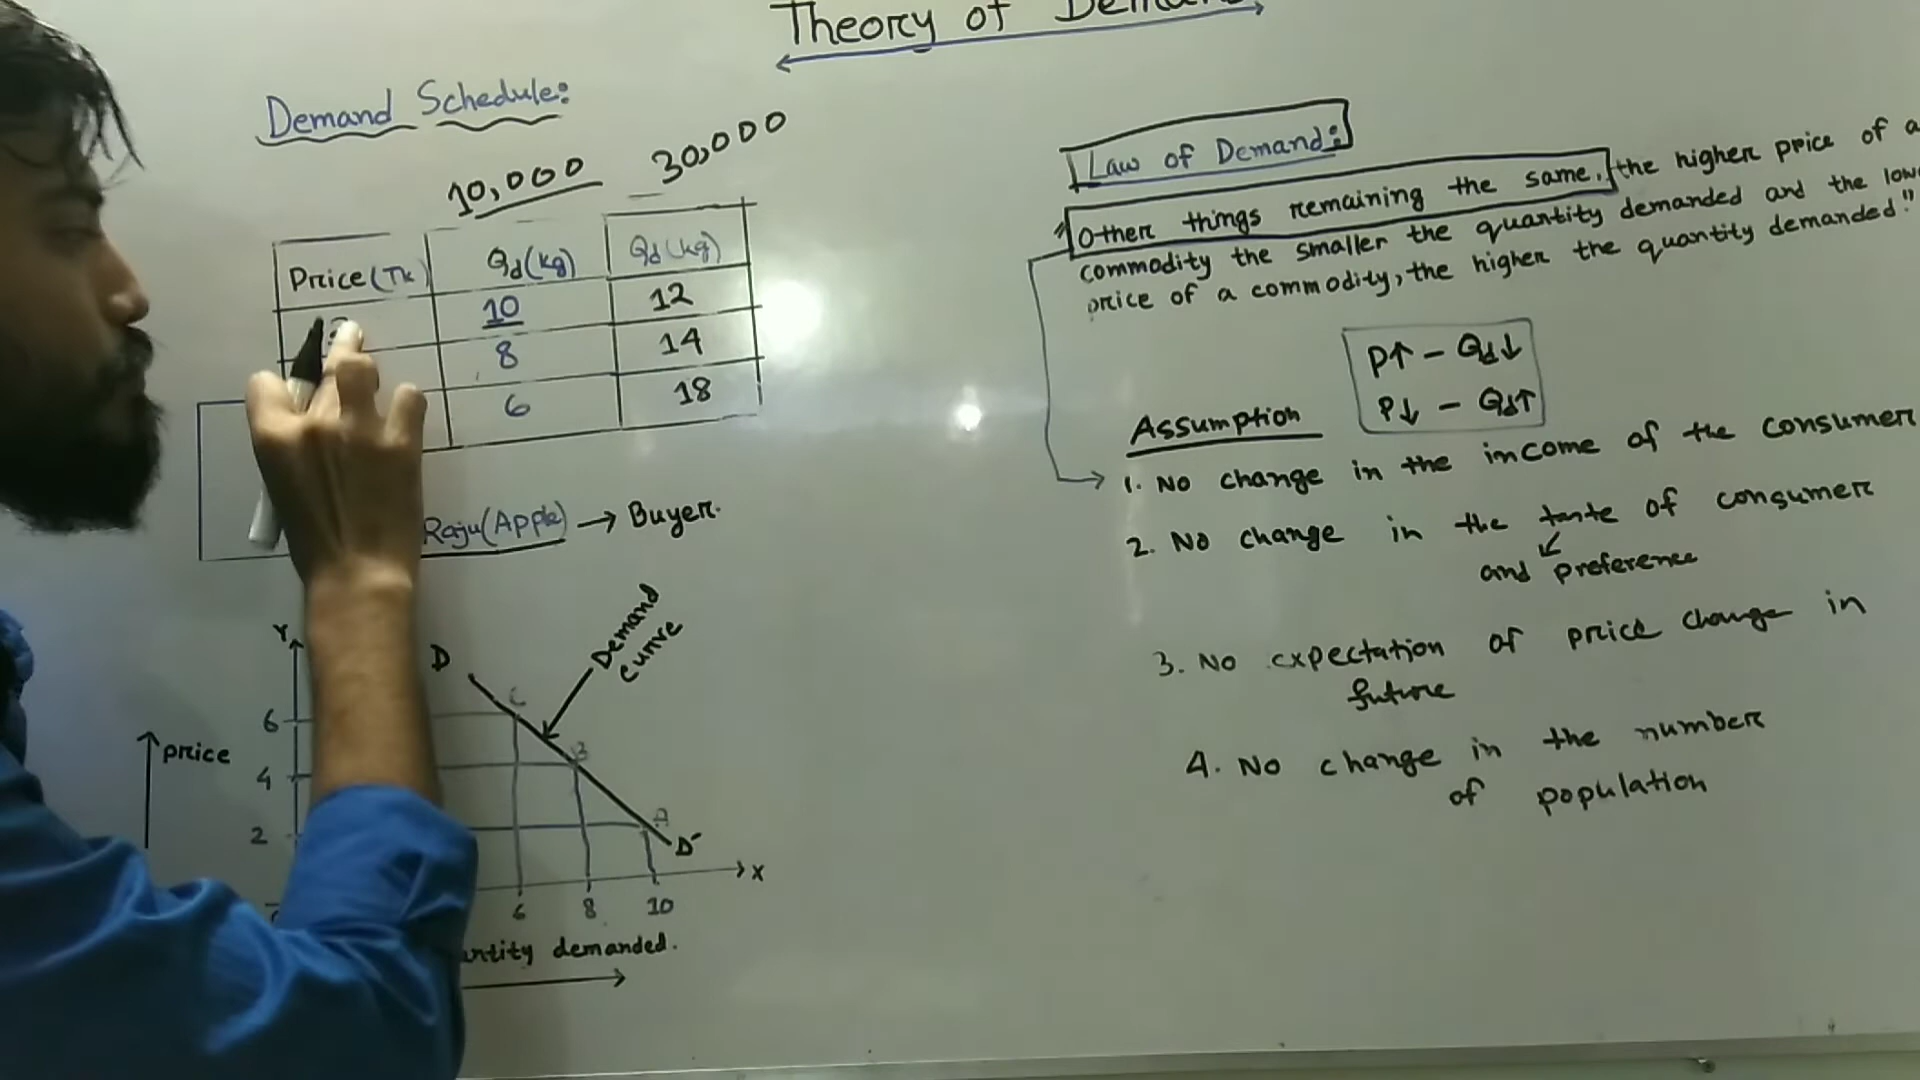 Theory of Demand
Demand Schedule:
10,000 30,000
Price (Tk) Qd (kg) Qd (kg)
2 10 12
8 14
6 18
Raju (Apple) → Buyer.
Y
D
Demand
curve
C
6
B
price
4
A
2
D'
X
6 8 10
demanded.
Law of Demand:
"Other things remaining the same, the higher price of a
commodity the smaller the quantity demanded and the
price of a commodity, the higher the quantity demanded."
P↑ - Qd↓
P↓ - Qd↑
Assumption
1. No change in the income of the consumer
2. No change in the taste of consumer
and preference
3. No expectation of price change in
future
4. No change in the number
of population